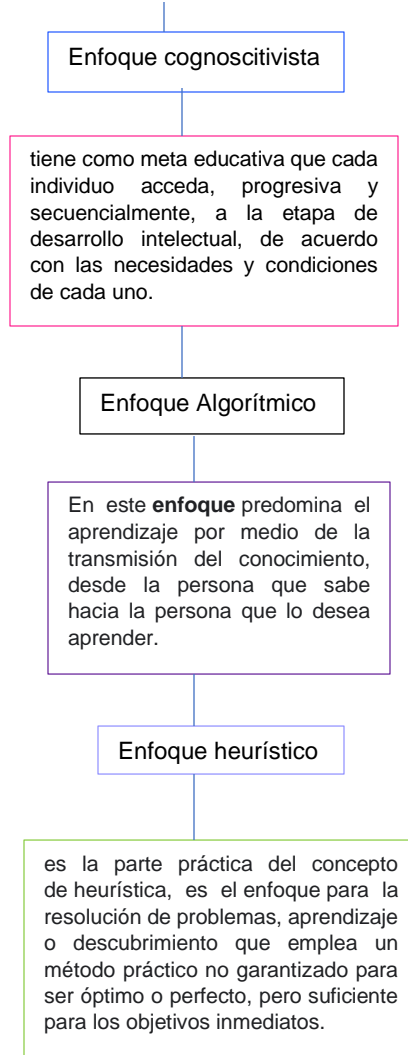 Enfoque cognoscitivista
tiene como meta educativa que cada
individuo acceda, progresiva y
secuencialmente, a la etapa de
desarrollo intelectual, de acuerdo
con las necesidades y condiciones
de cada uno.
Enfoque Algorítmico
En este enfoque predomina el
aprendizaje por medio de la
transmisión del conocimiento,
desde la persona que sabe
hacia la persona que lo desea
aprender.
Enfoque heurístico
es la parte práctica del concepto
de heurística, es el enfoque para la
resolución de problemas, aprendizaje
o descubrimiento que emplea un
método práctico no garantizado para
ser óptimo o perfecto, pero suficiente
para los objetivos inmediatos.